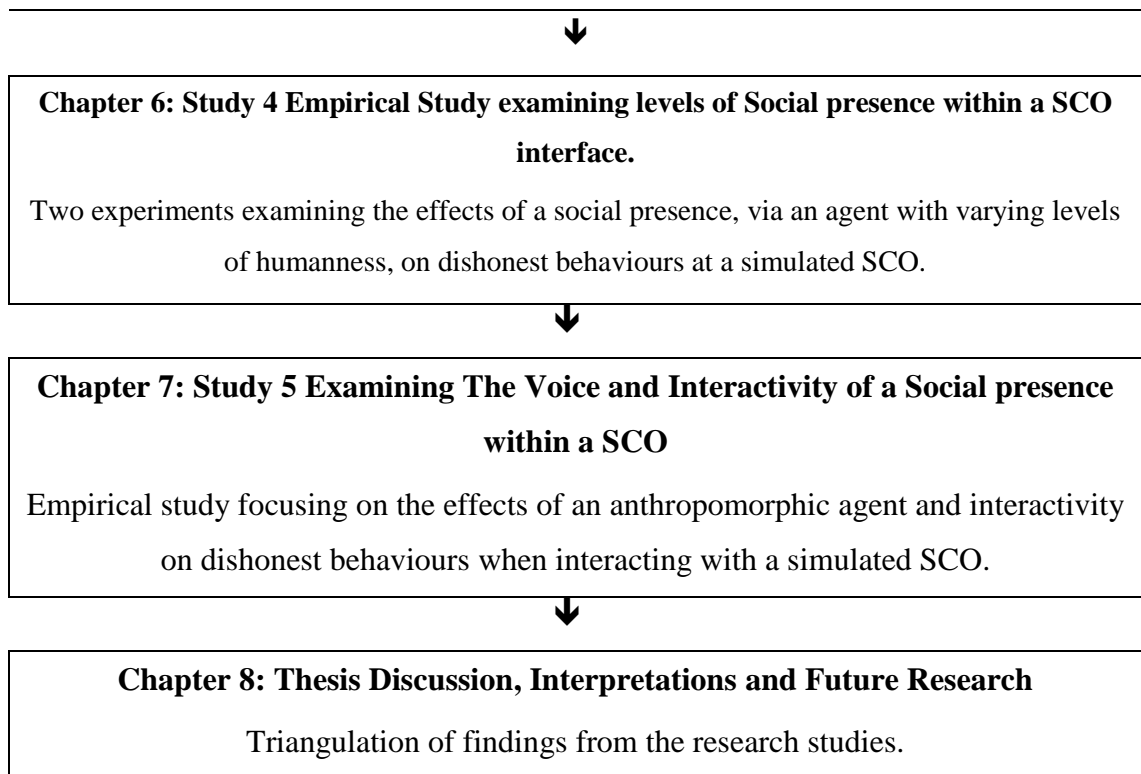 Chapter 6: Study 4 Empirical Study examining levels of Social presence within a SCO
interface.
Two experiments examining the effects of a social presence, via an agent with varying levels
of humanness, on dishonest behaviours at a simulated SCO.
Chapter 7: Study 5 Examining The Voice and Interactivity of a Social presence
within a SCO
Empirical study focusing on the effects of an anthropomorphic agent and interactivity
on dishonest behaviours when interacting with a simulated SCO.
Chapter 8: Thesis Discussion, Interpretations and Future Research
Triangulation of findings from the research studies.